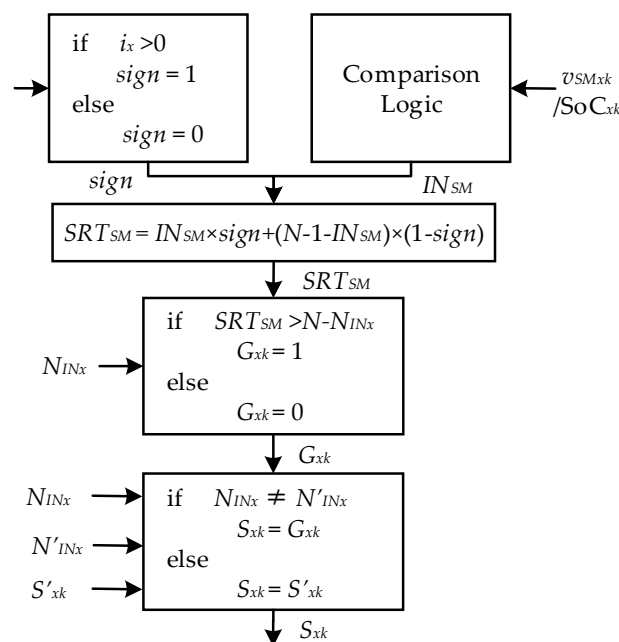 if iₓ >0
sign = 1
else
sign = 0
Comparison
Logic
v_SMxk
/SoC_xk
sign
IN_SM
SRT_SM = IN_SM×sign+(N-1-IN_SM)×(1-sign)
SRT_SM
if SRT_SM >N-N_INx
G_xk = 1
else
G_xk = 0
N_INx
G_xk
if N_INx ≠ N'_INx
S_xk = G_xk
else
S_xk = S'_xk
N_INx
N'_INx
S'_xk
S_xk